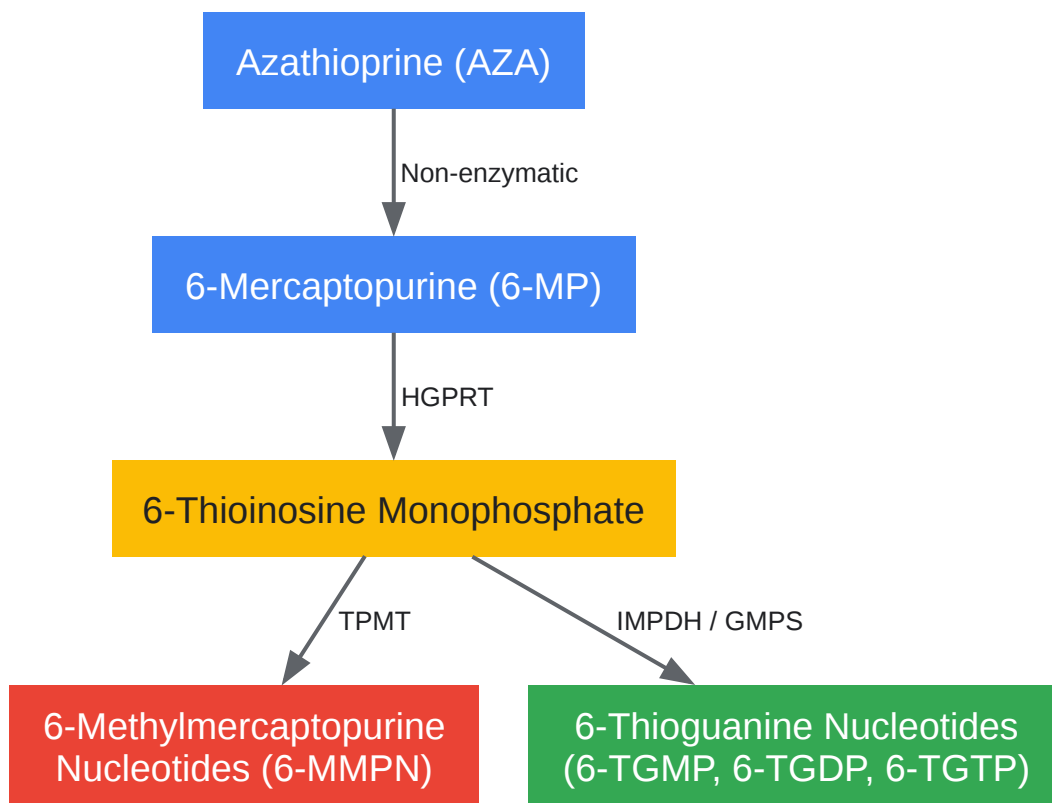 Azathioprine (AZA)
Non-enzymatic
6-Mercaptopurine (6-MP)
HGPRT
6-Thioinosine Monophosphate
TPMT
IMPDH / GMPS
6-Methylmercaptopurine
Nucleotides (6-MMPN)
6-Thioguanine Nucleotides
(6-TGMP, 6-TGDP, 6-TGTP)